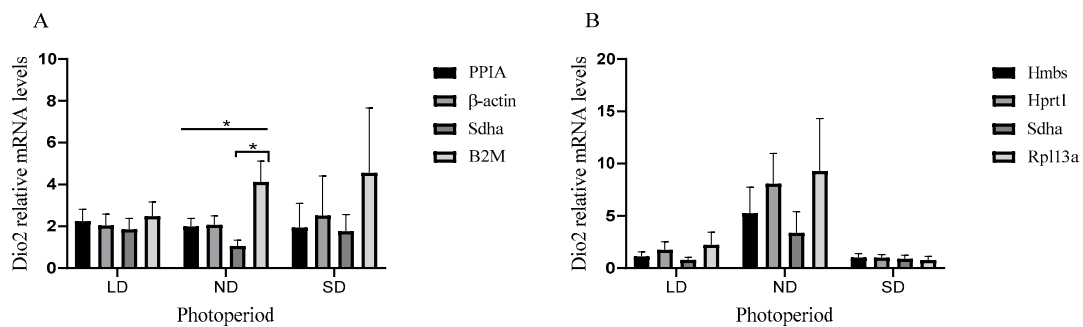 A
Dio2 relative mRNA levels
10
8
6
4
2
0
*
*
LD
ND
SD
Photoperiod
PPIA
β-actin
Sdha
B2M
B
Dio2 relative mRNA levels
20
15
10
5
0
LD
ND
SD
Photoperiod
Hmbs
Hprt1
Sdha
Rpl13a